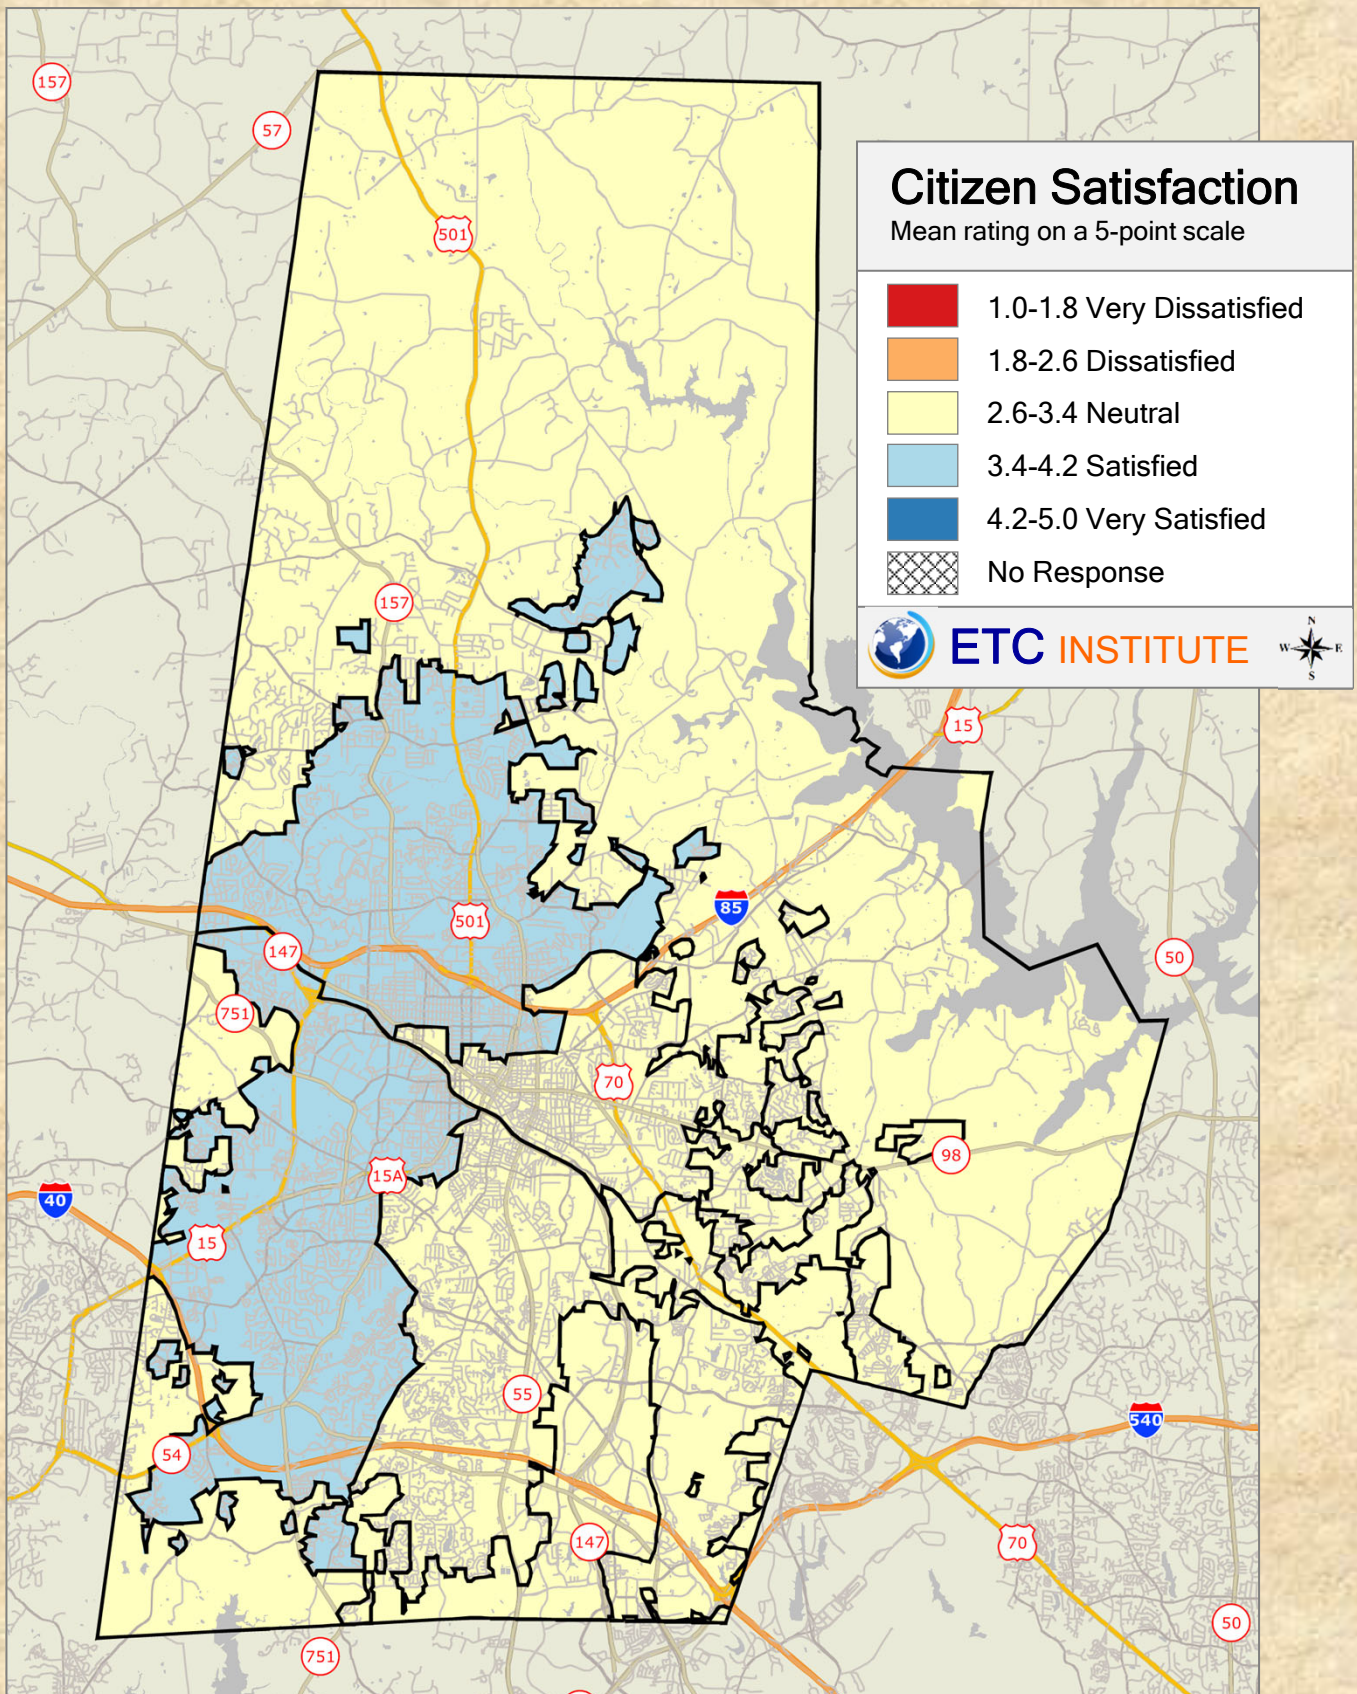 157
57
501
Citizen Satisfaction
Mean rating on a 5-point scale
1.0-1.8 Very Dissatisfied
1.8-2.6 Dissatisfied
2.6-3.4 Neutral
3.4-4.2 Satisfied
4.2-5.0 Very Satisfied
No Response
ETC INSTITUTE
N
W E
S
157
15
85
501
147
50
751
70
98
15A
40
15
55
540
54
147
70
50
751